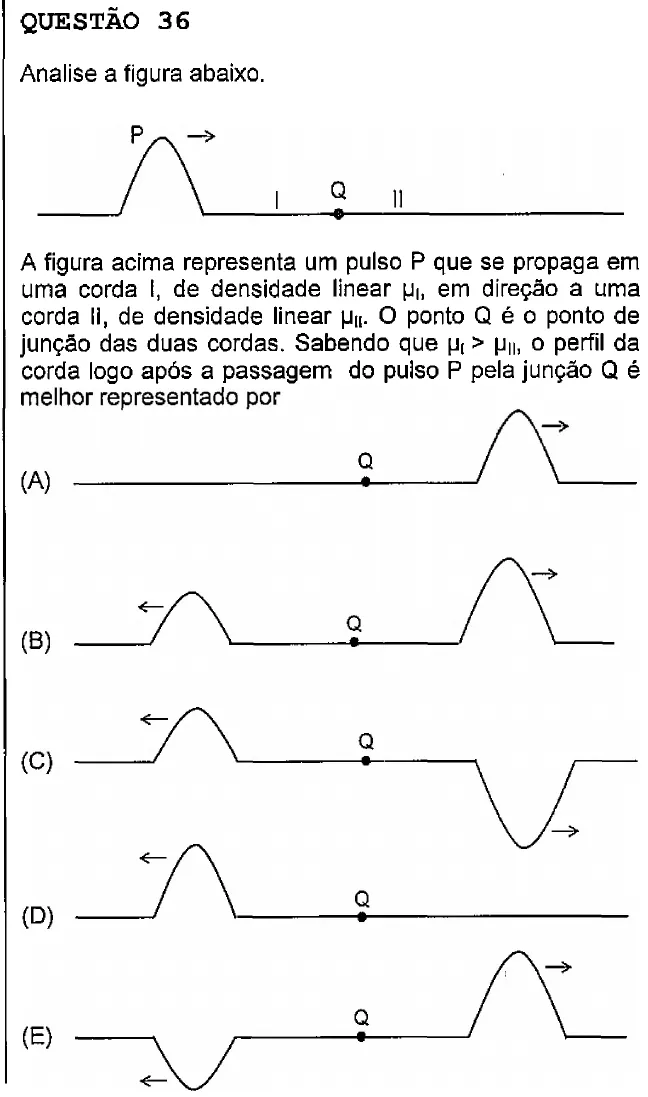 QUESTÃO 36
Analise a figura abaixo.
P
I Q II
A figura acima representa um pulso P que se propaga em
uma corda I, de densidade linear μI, em direção a uma
corda II, de densidade linear μII. O ponto Q é o ponto de
junção das duas cordas. Sabendo que μI > μII, o perfil da
corda logo após a passagem do pulso P pela junção Q é
melhor representado por
(A) Q
(B) Q
(C) Q
(D) Q
(E) Q